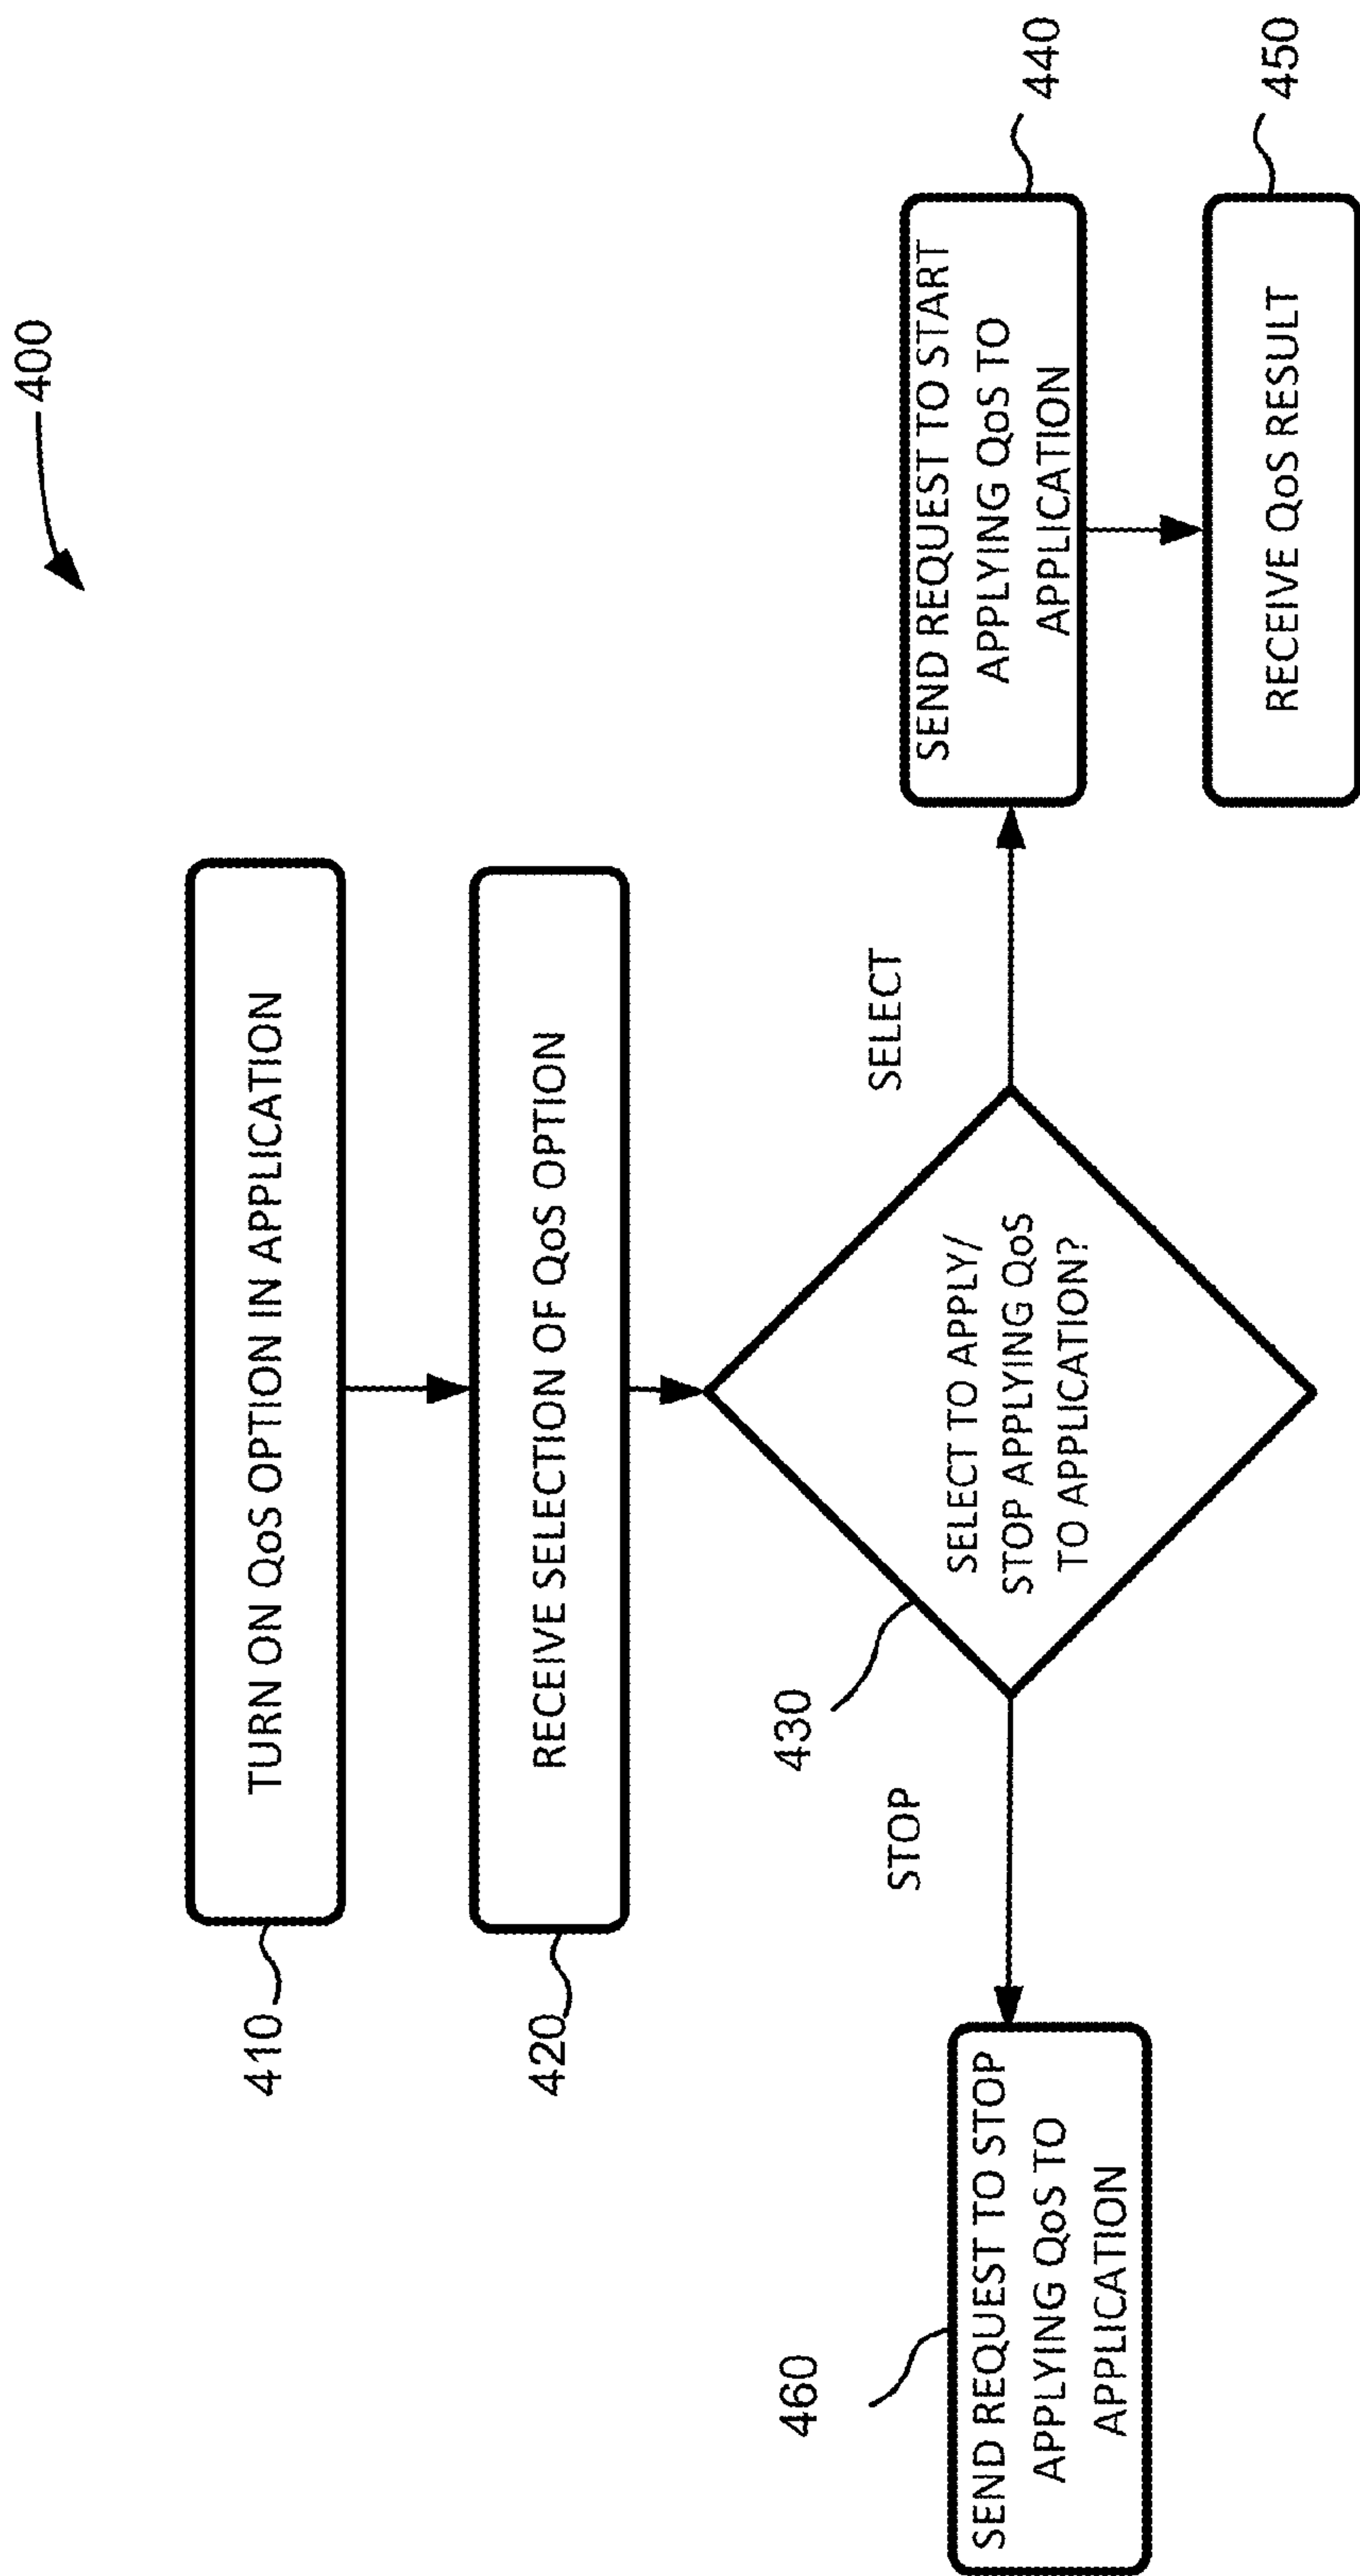 400
410
TURN ON QoS OPTION IN APPLICATION
420
RECEIVE SELECTION OF QoS OPTION
430
SELECT TO APPLY/
STOP APPLYING QoS
TO APPLICATION?
STOP
SELECT
460
SEND REQUEST TO STOP
APPLYING QoS TO
APPLICATION
440
SEND REQUEST TO START
APPLYING QoS TO
APPLICATION
450
RECEIVE QoS RESULT